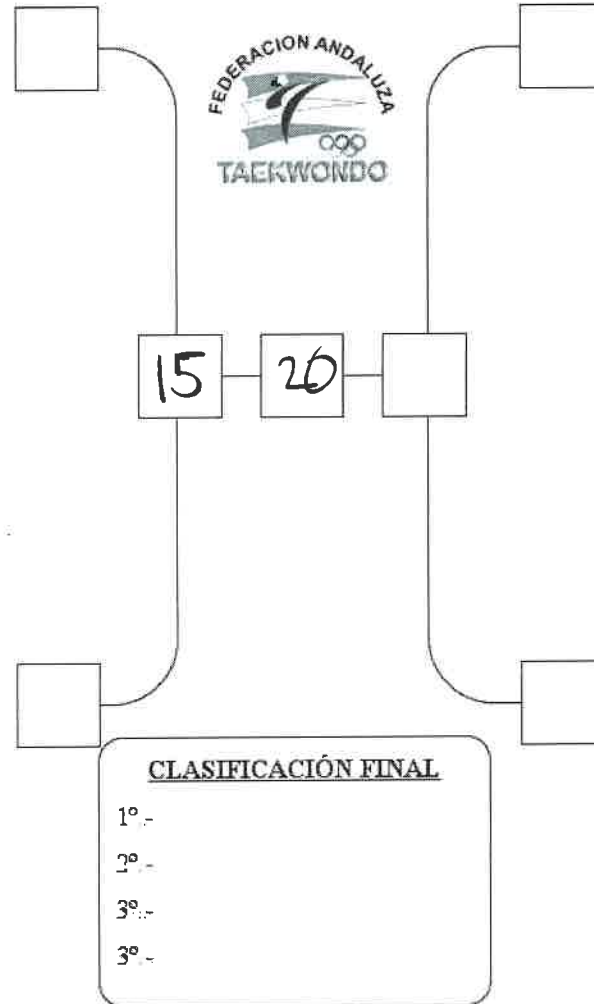 FEDERACION ANDALUZA
TAEKWONDO
15 20
CLASIFICACIÓN FINAL
1º.-
2º.-
3º.-
3º.-